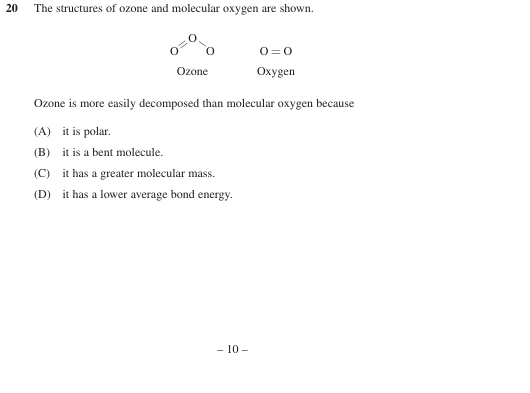 20 The structures of ozone and molecular oxygen are shown.
O
O O O = O
Ozone Oxygen
Ozone is more easily decomposed than molecular oxygen because
(A) it is polar.
(B) it is a bent molecule.
(C) it has a greater molecular mass.
(D) it has a lower average bond energy.
– 10 –